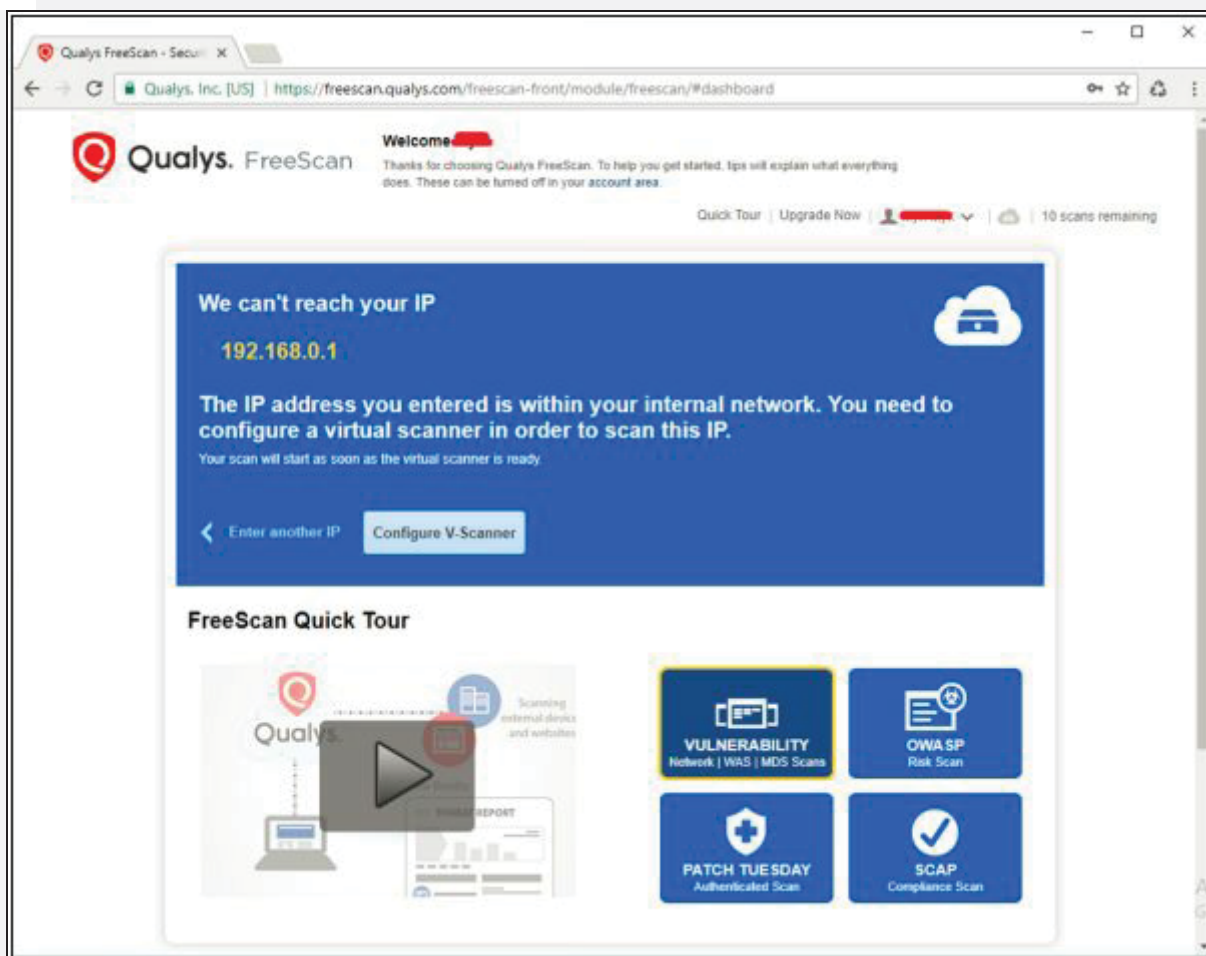 Qualys FreeScan - Secur
Qualys, Inc. [US] | https://freescan.qualys.com/freescan-front/module/freescan/#dashboard
Qualys. FreeScan
Welcome
Thanks for choosing Qualys FreeScan. To help you get started, tips will explain what everything
does. These can be turned off in your account area.
Quick Tour | Upgrade Now | | | 10 scans remaining
We can't reach your IP
192.168.0.1
The IP address you entered is within your internal network. You need to
configure a virtual scanner in order to scan this IP.
Your scan will start as soon as the virtual scanner is ready.
Enter another IP
Configure V-Scanner
FreeScan Quick Tour
Qualys.
Scanning
external device
and websites
REPORT
VULNERABILITY
Network | WAS | MDS Scans
OWASP
Risk Scan
PATCH TUESDAY
Authenticated Scan
SCAP
Compliance Scan